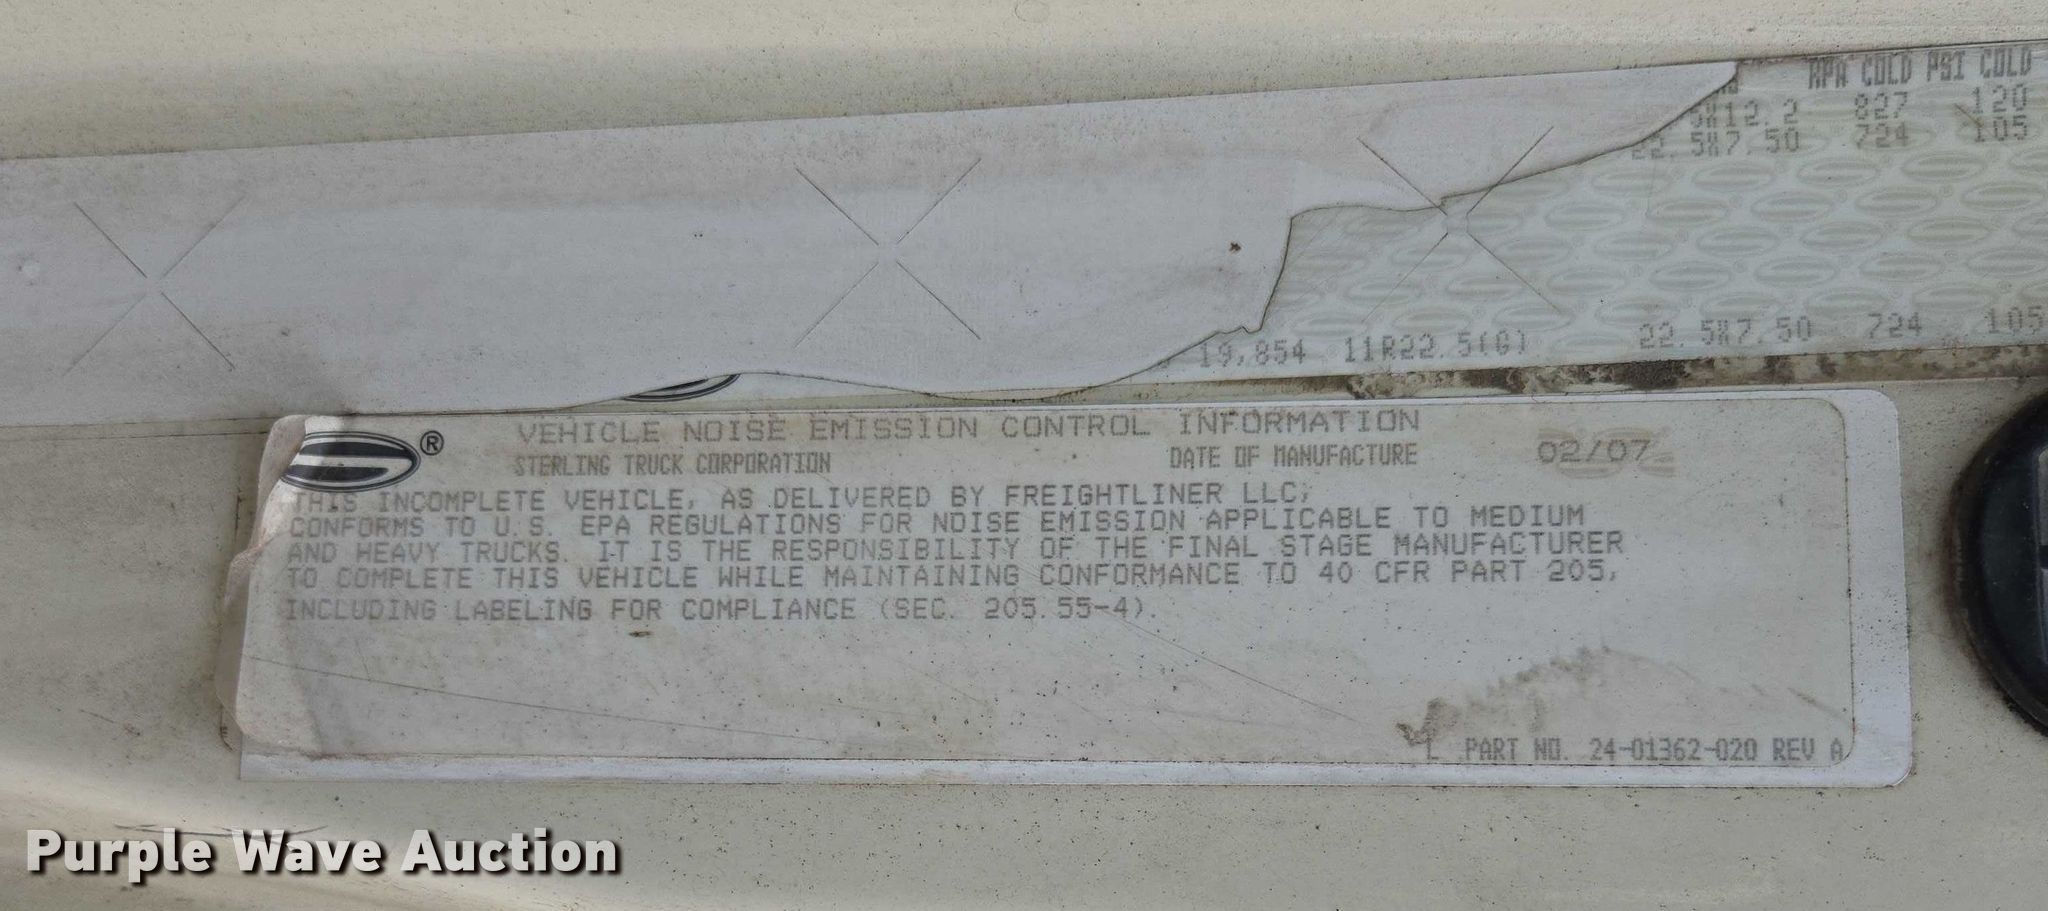 KPA COLD PSI COLD
5X12.2 827 120
22.5X7.50 724 105
19,854 11R22.5(G) 22.5X7.50 724 105
® VEHICLE NOISE EMISSION CONTROL INFORMATION
STERLING TRUCK CORPORATION DATE OF MANUFACTURE 02/07
THIS INCOMPLETE VEHICLE, AS DELIVERED BY FREIGHTLINER LLC,
CONFORMS TO U.S. EPA REGULATIONS FOR NOISE EMISSION APPLICABLE TO MEDIUM
AND HEAVY TRUCKS. IT IS THE RESPONSIBILITY OF THE FINAL STAGE MANUFACTURER
TO COMPLETE THIS VEHICLE WHILE MAINTAINING CONFORMANCE TO 40 CFR PART 205,
INCLUDING LABELING FOR COMPLIANCE (SEC. 205.55-4).
L PART NO. 24-01362-020 REV A
Purple Wave Auction